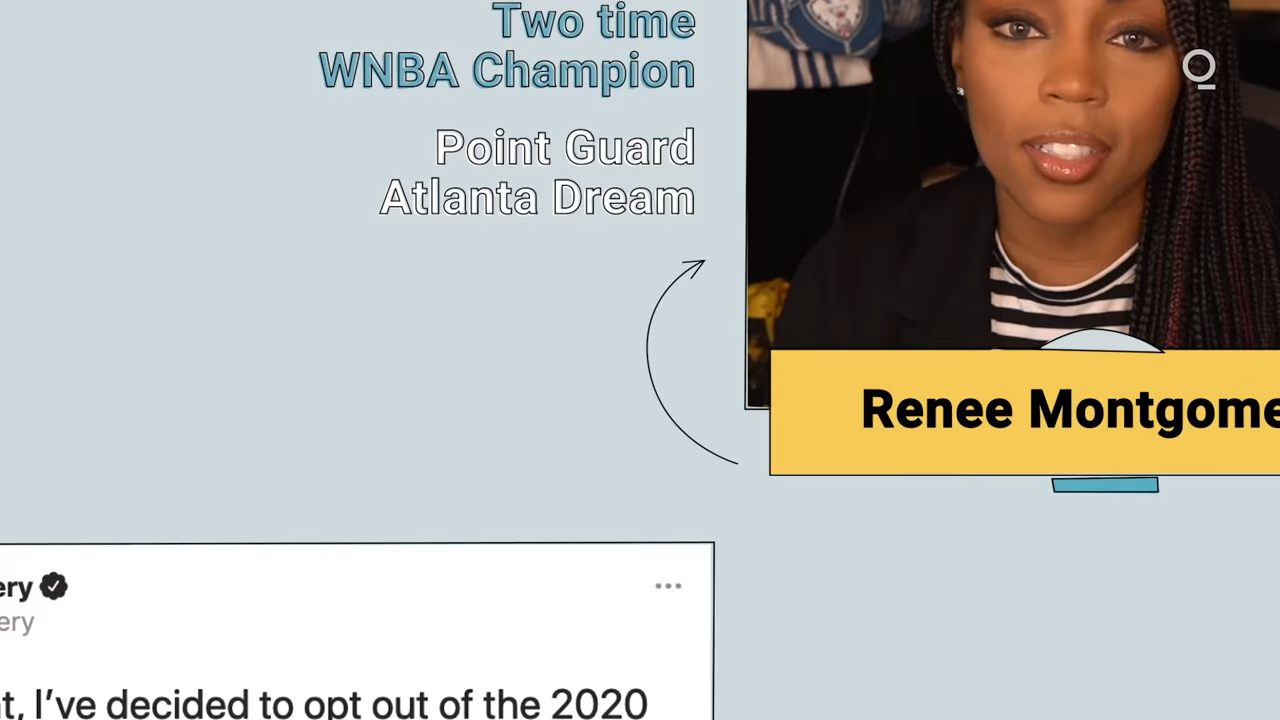 Two time
WNBA Champion
Point Guard
Atlanta Dream
Renee Montgome
ery
ery
t, I've decided to opt out of the 2020